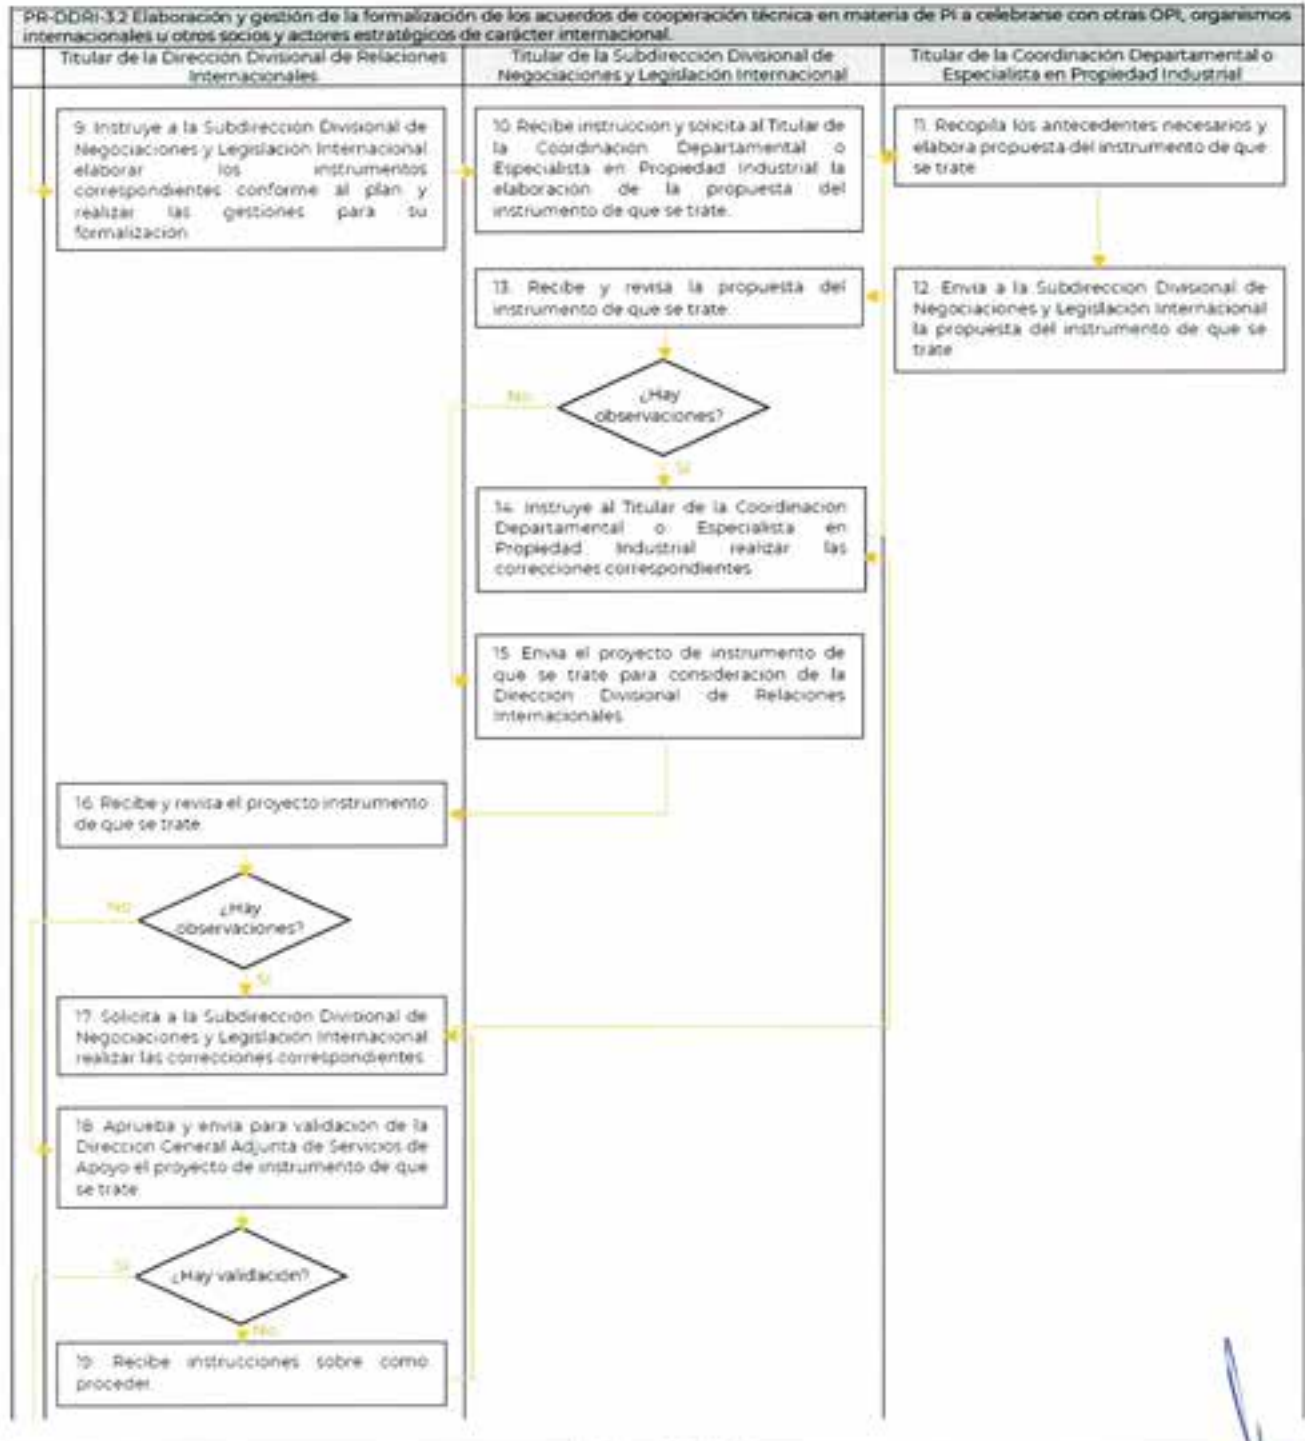 PR-DDRI-3.2 Elaboración y gestión de la formalización de los acuerdos de cooperación técnica en materia de PI a celebrarse con otras OPI, organismos
internacionales u otros socios y actores estratégicos de carácter internacional.
Titular de la Dirección Divisional de Relaciones
Internacionales
Titular de la Subdirección Divisional de
Negociaciones y Legislación Internacional
Titular de la Coordinación Departamental o
Especialista en Propiedad Industrial
9. Instruye a la Subdirección Divisional de
Negociaciones y Legislación Internacional
elaborar los instrumentos
correspondientes conforme al plan y
realizar las gestiones para su
formalización
10. Recibe instrucción y solicita al Titular de
la Coordinación Departamental o
Especialista en Propiedad Industrial la
elaboración de la propuesta del
instrumento de que se trate.
11. Recopila los antecedentes necesarios y
elabora propuesta del instrumento de que
se trate
12. Envía a la Subdirección Divisional de
Negociaciones y Legislación Internacional
la propuesta del instrumento de que se
trate
13. Recibe y revisa la propuesta del
instrumento de que se trate
¿Hay
observaciones?
No
Sí
14. Instruye al Titular de la Coordinación
Departamental o Especialista en
Propiedad Industrial realizar las
correcciones correspondientes
15. Envía el proyecto de instrumento de
que se trate para consideración de la
Dirección Divisional de Relaciones
Internacionales
16. Recibe y revisa el proyecto instrumento
de que se trate
¿Hay
observaciones?
No
Sí
17. Solicita a la Subdirección Divisional de
Negociaciones y Legislación Internacional
realizar las correcciones correspondientes
18. Aprueba y envía para validación de la
Dirección General Adjunta de Servicios de
Apoyo el proyecto de instrumento de que
se trate
¿Hay validación?
Sí
No
19. Recibe instrucciones sobre como
proceder.